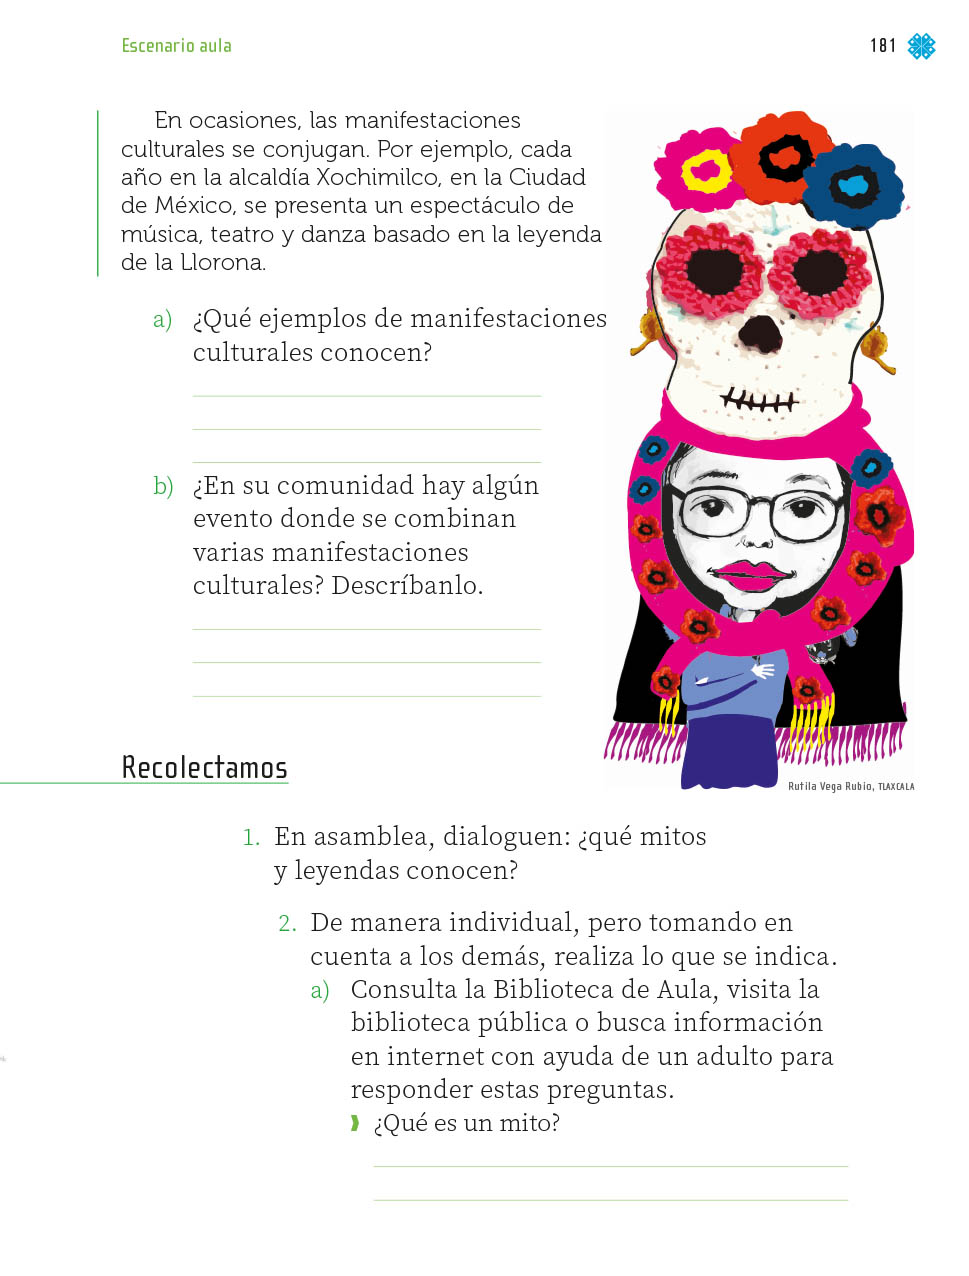 Escenario aula
181
En ocasiones, las manifestaciones
culturales se conjugan. Por ejemplo, cada
año en la alcaldía Xochimilco, en la Ciudad
de México, se presenta un espectáculo de
música, teatro y danza basado en la leyenda
de la Llorona.
a) ¿Qué ejemplos de manifestaciones
culturales conocen?
b) ¿En su comunidad hay algún
evento donde se combinan
varias manifestaciones
culturales? Descríbanlo.
Rutila Vega Rubio, TLAXCALA
Recolectamos
1. En asamblea, dialoguen: ¿qué mitos
y leyendas conocen?
2. De manera individual, pero tomando en
cuenta a los demás, realiza lo que se indica.
a) Consulta la Biblioteca de Aula, visita la
biblioteca pública o busca información
en internet con ayuda de un adulto para
responder estas preguntas.
¿Qué es un mito?